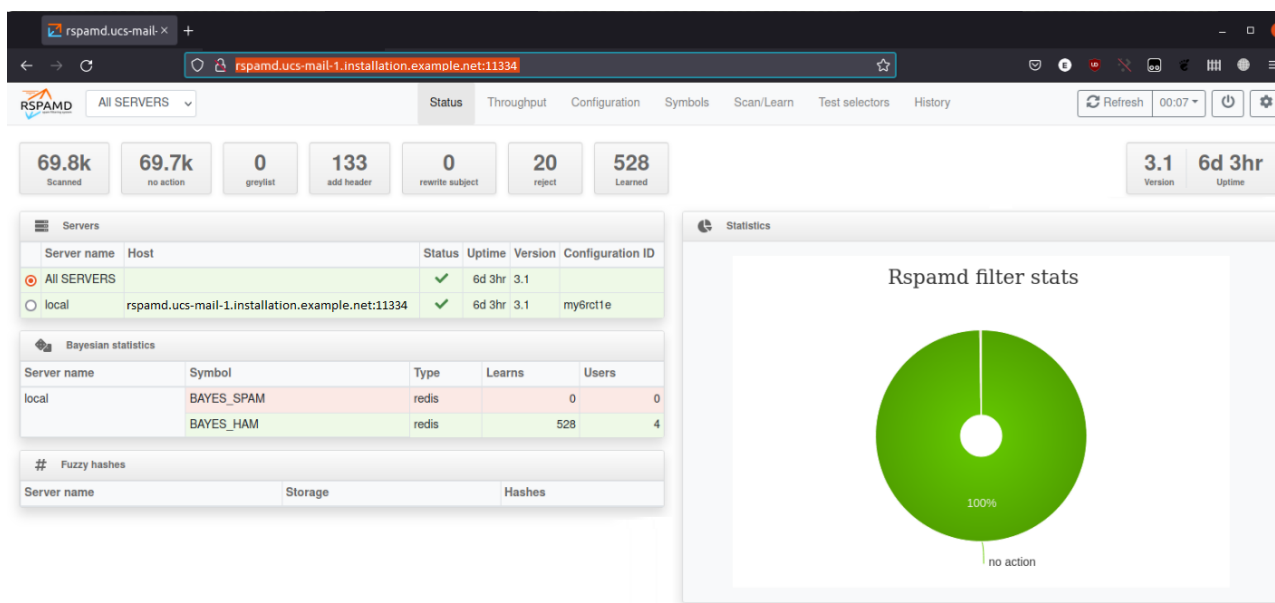 rspamd.ucs-mail-
rspamd.ucs-mail-1.installation.example.net:11334
RSPAMD
All SERVERS
Status Throughput Configuration Symbols Scan/Learn Test selectors History
Refresh 00:07
69.8k 69.7k 0 133 0 20 528 3.1 6d 3hr
Scanned no action greylist add header rewrite subject reject Learned Version Uptime
Servers
Server name Host Status Uptime Version Configuration ID
All SERVERS 6d 3hr 3.1
local rspamd.ucs-mail-1.installation.example.net:11334 6d 3hr 3.1 my6rct1e
Bayesian statistics
Server name Symbol Type Learns Users
local BAYES_SPAM redis 0 0
BAYES_HAM redis 528 4
# Fuzzy hashes
Server name Storage Hashes
Statistics
Rspamd filter stats
100%
no action